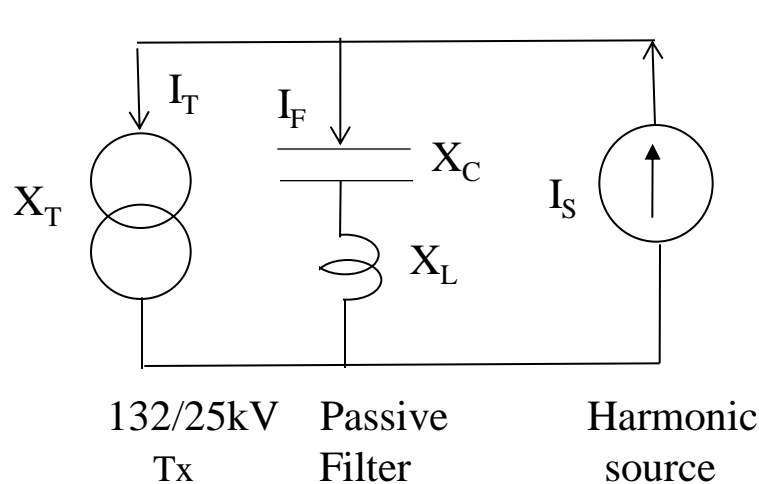 I_T
I_F
X_C
X_T
I_S
X_L
132/25kV Passive Harmonic
Tx Filter source